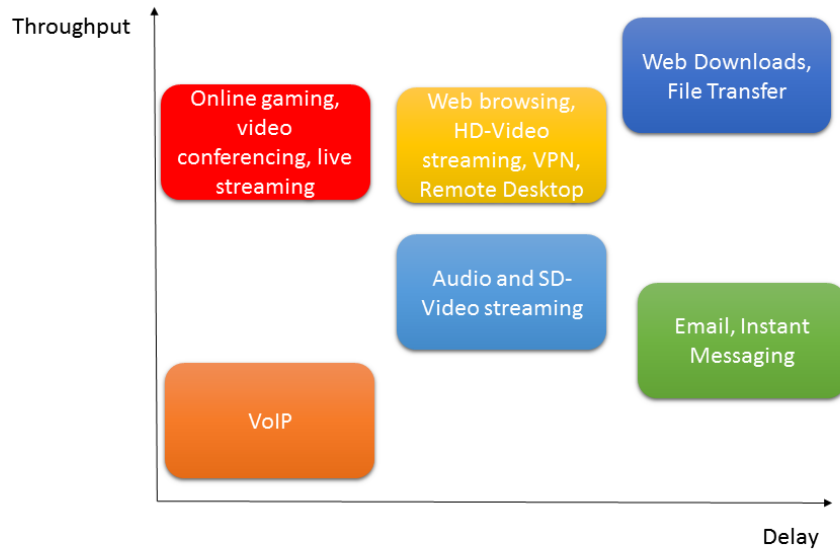 Throughput
Online gaming,
video
conferencing, live
streaming
Web browsing,
HD-Video
streaming, VPN,
Remote Desktop
Web Downloads,
File Transfer
Audio and SD-
Video streaming
Email, Instant
Messaging
VoIP
Delay